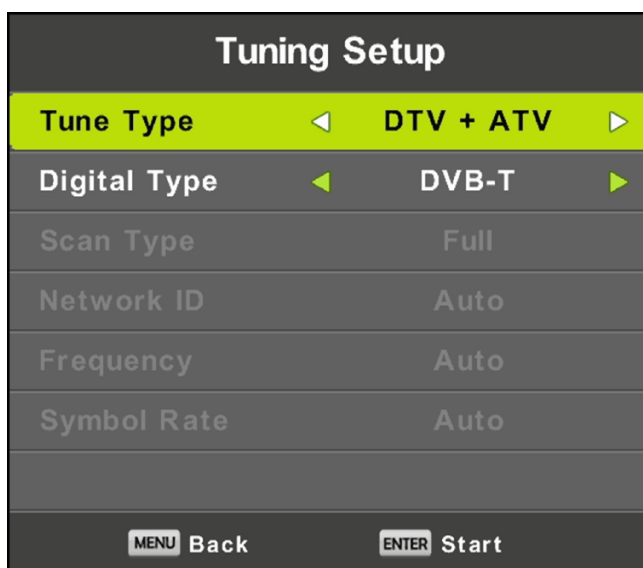 Tuning Setup
Tune Type DTV + ATV
Digital Type DVB-T
Scan Type Full
Network ID Auto
Frequency Auto
Symbol Rate Auto
MENU Back ENTER Start